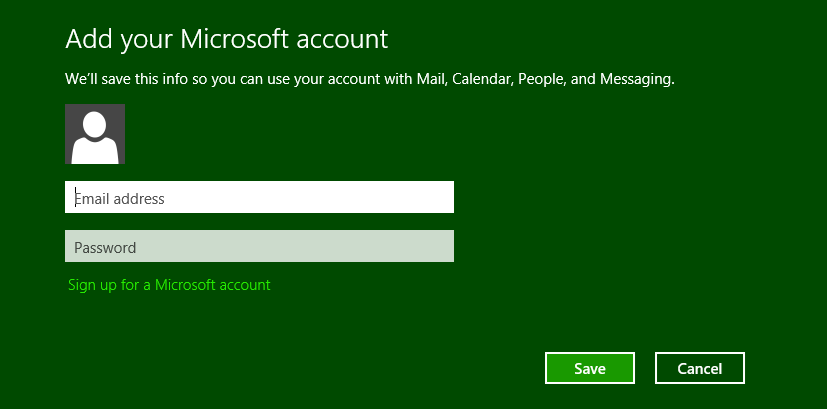 Add your Microsoft account
We'll save this info so you can use your account with Mail, Calendar, People, and Messaging.
Email address
Password
Sign up for a Microsoft account
Save
Cancel